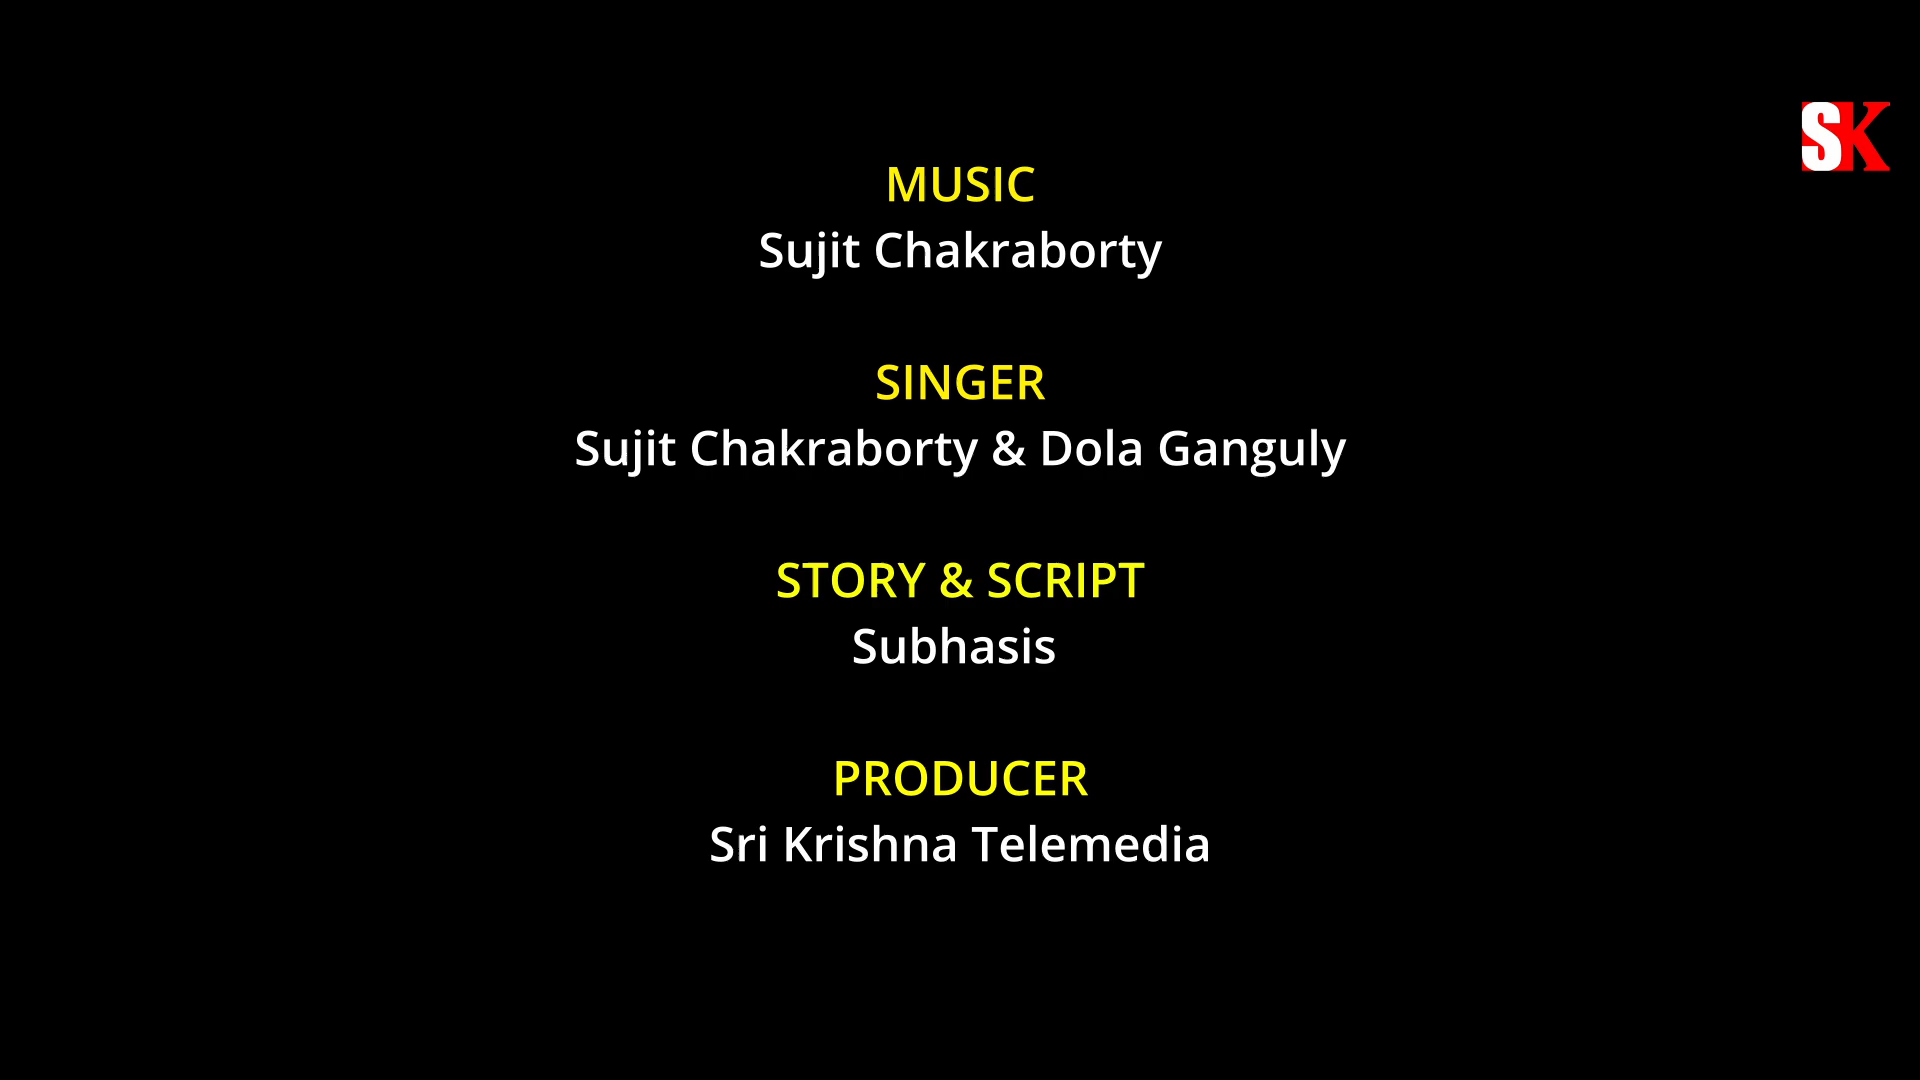 SK
MUSIC
Sujit Chakraborty
SINGER
Sujit Chakraborty & Dola Ganguly
STORY & SCRIPT
Subhasis
PRODUCER
Sri Krishna Telemedia